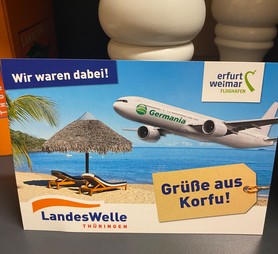 Wir waren dabei!
erfurt
weimar
FLUGHAFEN
Germania
Grüße aus
Korfu!
LandesWelle
THÜRINGEN